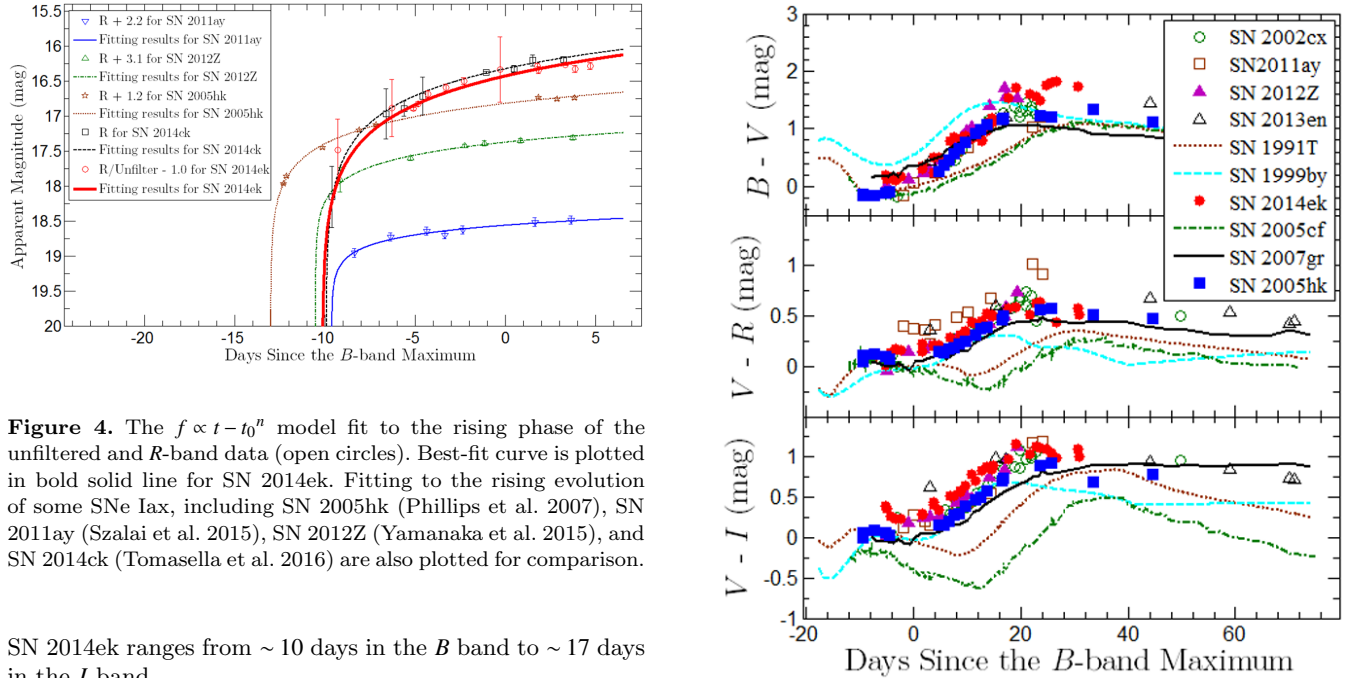 15.5
16
16.5
17
17.5
18
18.5
19
19.5
20
Apparent Magnitude (mag)
R + 2.2 for SN 2011ay
Fitting results for SN 2011ay
R + 3.1 for SN 2012Z
Fitting results for SN 2012Z
R + 1.2 for SN 2005hk
Fitting results for SN 2005hk
R for SN 2014ck
Fitting results for SN 2014ck
R/Unfilter - 1.0 for SN 2014ek
Fitting results for SN 2014ek
-20 -15 -10 -5 0 5
Days Since the B-band Maximum
Figure 4. The f ∝ t − t₀ⁿ model fit to the rising phase of the
unfiltered and R-band data (open circles). Best-fit curve is plotted
in bold solid line for SN 2014ek. Fitting to the rising evolution
of some SNe Iax, including SN 2005hk (Phillips et al. 2007), SN
2011ay (Szalai et al. 2015), SN 2012Z (Yamanaka et al. 2015), and
SN 2014ck (Tomasella et al. 2016) are also plotted for comparison.
SN 2014ek ranges from ∼ 10 days in the B band to ∼ 17 days
in the I band.
B - V (mag)
3
2
1
0
V - R (mag)
1
0.5
0
V - I (mag)
1
0.5
0
-0.5
-1
SN 2002cx
SN2011ay
SN 2012Z
SN 2013en
SN 1991T
SN 1999by
SN 2014ek
SN 2005cf
SN 2007gr
SN 2005hk
-20 0 20 40 60
Days Since the B-band Maximum